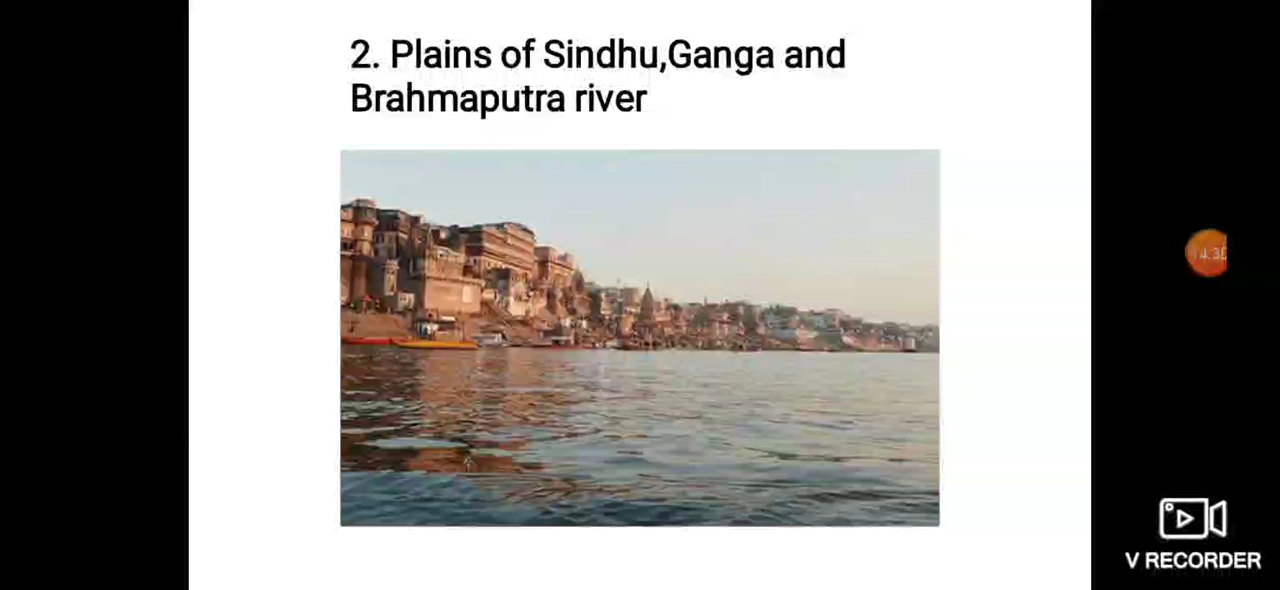 2. Plains of Sindhu,Ganga and
Brahmaputra river
V RECORDER